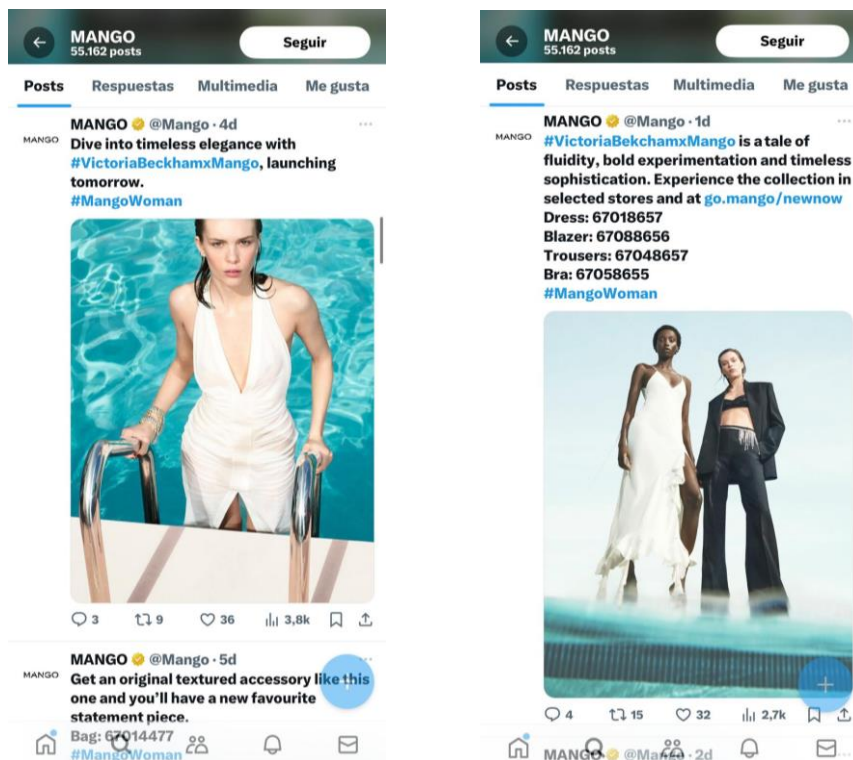 MANGO
55.162 posts
Seguir
Posts Respuestas Multimedia Me gusta
MANGO @Mango · 4d
MANGO
Dive into timeless elegance with
#VictoriaBeckhamxMango, launching
tomorrow.
#MangoWoman
3 9 36 3,8k
MANGO @Mango · 5d
MANGO
Get an original textured accessory like this
one and you'll have a new favourite
statement piece.
Bag: 67014477
#MangoWoman
MANGO
55.162 posts
Seguir
Posts Respuestas Multimedia Me gusta
MANGO @Mango · 1d
MANGO
#VictoriaBekchamxMango is a tale of
fluidity, bold experimentation and timeless
sophistication. Experience the collection in
selected stores and at go.mango/newnow
Dress: 67018657
Blazer: 67088656
Trousers: 67048657
Bra: 67058655
#MangoWoman
4 15 32 2,7k
MANGO @Mango · 2d